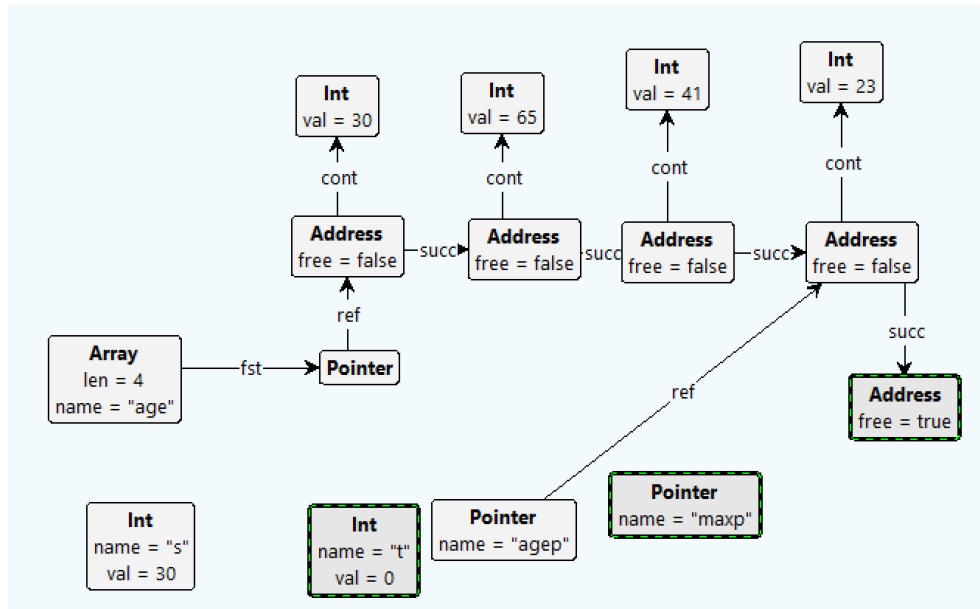 Int
val = 30
Int
val = 65
Int
val = 41
Int
val = 23
cont
cont
cont
cont
Address
free = false
succ
Address
free = false
succ
Address
free = false
succ
Address
free = false
ref
succ
Array
len = 4
name = "age"
fst
Pointer
ref
Address
free = true
Int
name = "s"
val = 30
Int
name = "t"
val = 0
Pointer
name = "agep"
Pointer
name = "maxp"